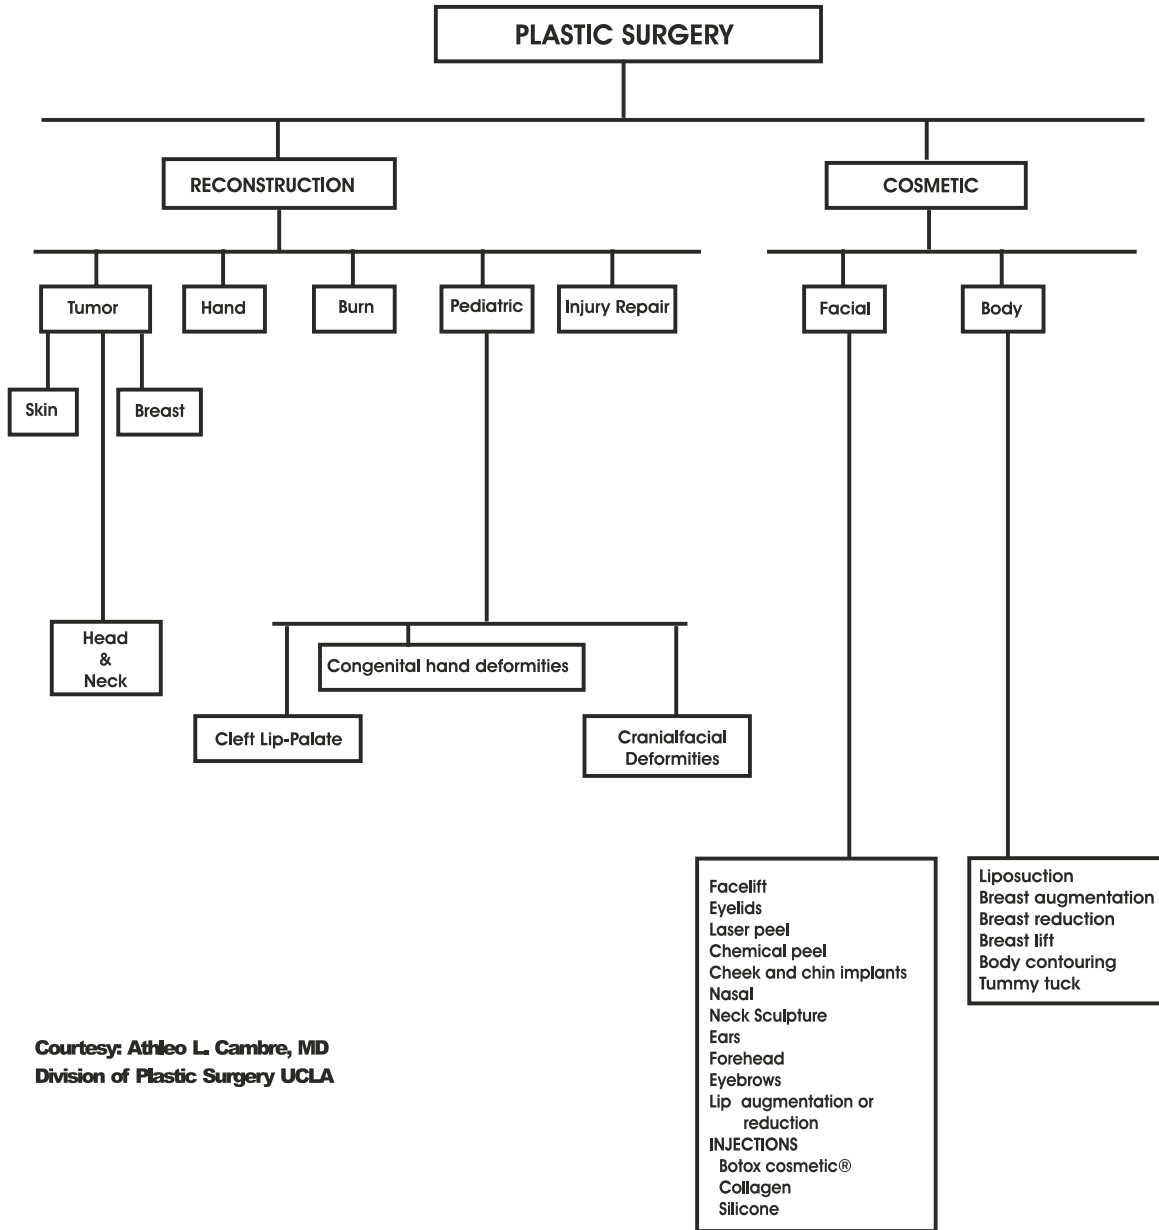 PLASTIC SURGERY
RECONSTRUCTION
COSMETIC
Tumor
Hand
Burn
Pediatric
Injury Repair
Facial
Body
Skin
Breast
Head
&
Neck
Congenital hand deformities
Cleft Lip-Palate
Cranialfacial
Deformities
Facelift
Eyelids
Laser peel
Chemical peel
Cheek and chin implants
Nasal
Neck Sculpture
Ears
Forehead
Eyebrows
Lip augmentation or
reduction
INJECTIONS
Botox cosmetic®
Collagen
Silicone
Liposuction
Breast augmentation
Breast reduction
Breast lift
Body contouring
Tummy tuck
Courtesy: Athleo L. Cambre, MD
Division of Plastic Surgery UCLA